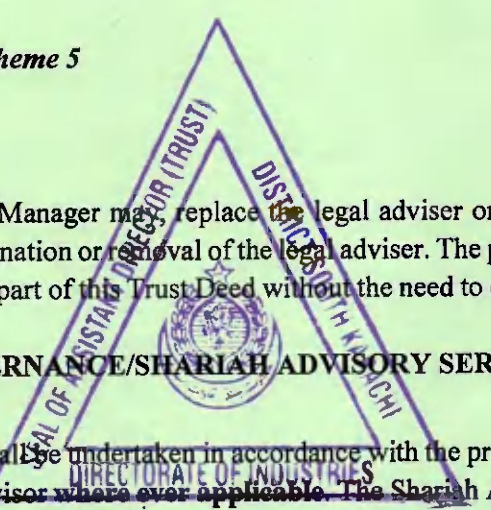 heme 5
Manager may, replace the legal adviser or
nation or removal of the legal adviser. The p
part of this Trust Deed without the need to
ERNANCE/SHARIAH ADVISORY SER
all be undertaken in accordance with the pr
visor where ever applicable. The Shariah A
SEAL OF ASSISTANT DIRECTOR (TRUST)
DISTRICT SOUTH KARACHI
DIRECTORATE OF INDUSTRIES